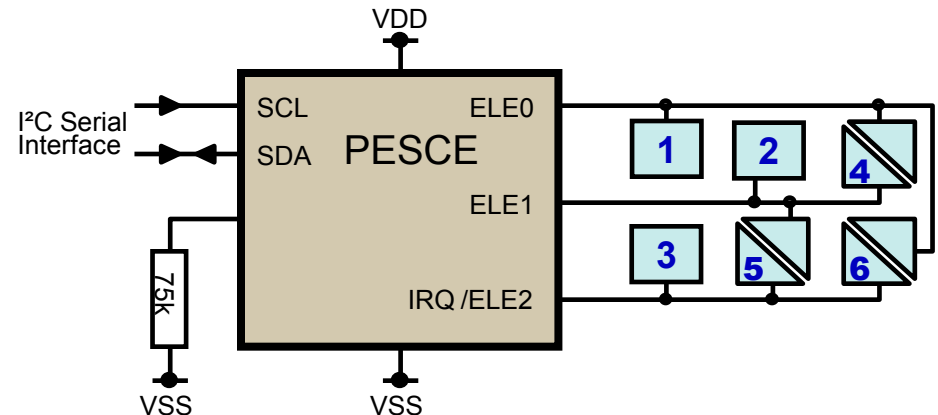 VDD
I²C Serial
Interface
SCL
SDA
PESCE
ELE0
ELE1
IRQ /ELE2
1
2
4
3
5
6
75k
VSS
VSS